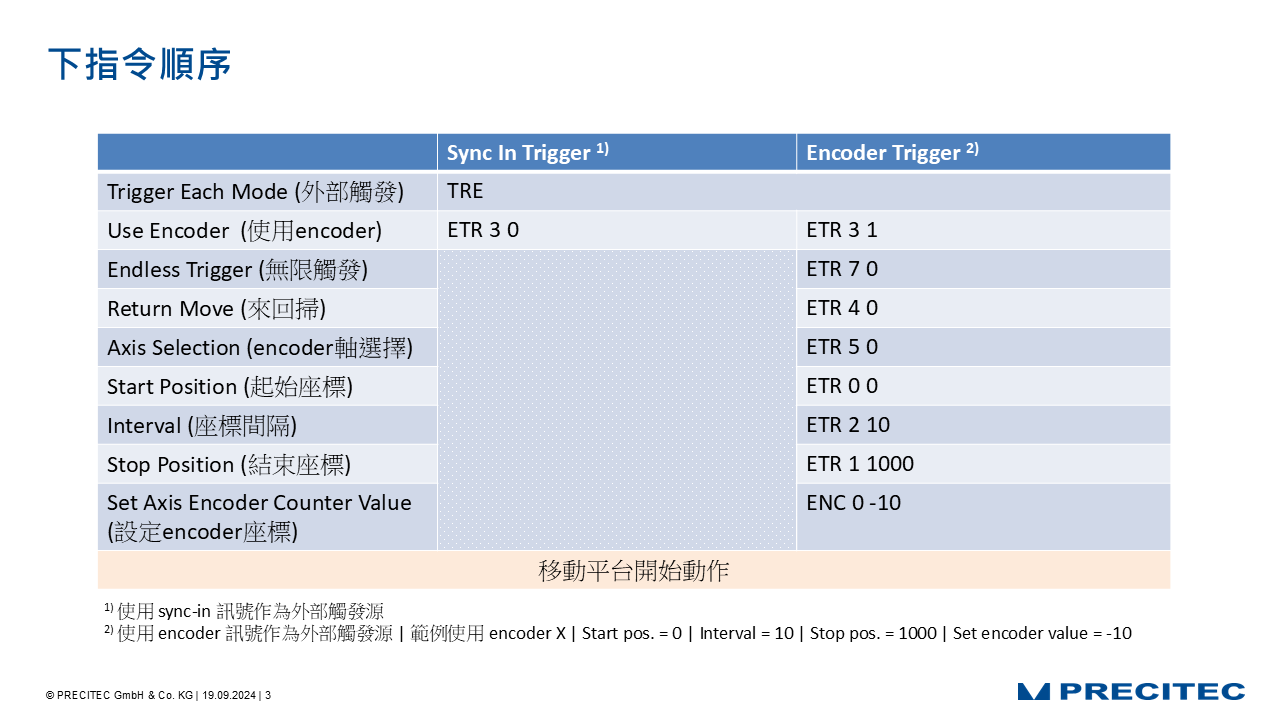 下指令順序
Sync In Trigger 1) Encoder Trigger 2)
Trigger Each Mode (外部觸發) TRE
Use Encoder (使用encoder) ETR 3 0 ETR 3 1
Endless Trigger (無限觸發) ETR 7 0
Return Move (來回掃) ETR 4 0
Axis Selection (encoder軸選擇) ETR 5 0
Start Position (起始座標) ETR 0 0
Interval (座標間隔) ETR 2 10
Stop Position (結束座標) ETR 1 1000
Set Axis Encoder Counter Value ENC 0 -10
(設定encoder座標)
移動平台開始動作
1) 使用 sync-in 訊號作為外部觸發源
2) 使用 encoder 訊號作為外部觸發源 | 範例使用 encoder X | Start pos. = 0 | Interval = 10 | Stop pos. = 1000 | Set encoder value = -10
© PRECITEC GmbH & Co. KG | 19.09.2024 | 3
PRECITEC